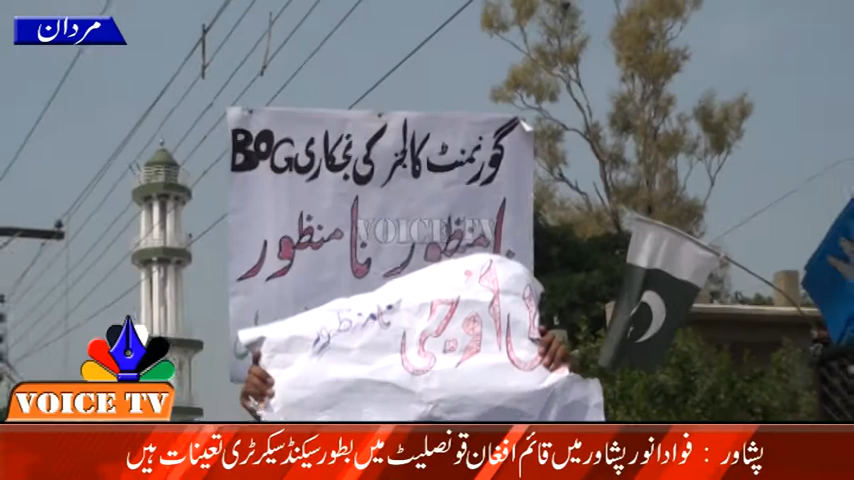 مردان
گورنمنٹ کالجز کی نجکاری BOG
نامنظور نامنظور
VOICE TV
نامنظور
VOICE TV
پشاور : فواد انور پشاور میں قائم افغان قونصلیٹ میں بطور سیکنڈ سیکرٹری تعینات ہیں